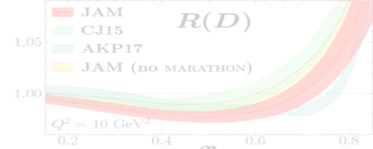 JAM
R(D)
CJ15
1.05
AKP17
JAM (no MARATHON)
1.00
Q² = 10 GeV²
0.2 0.4 0.6 0.8